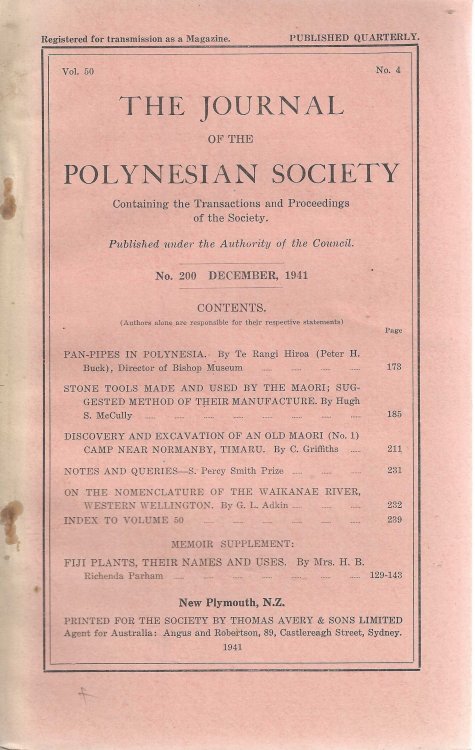 Registered for transmission as a Magazine. PUBLISHED QUARTERLY.
Vol. 50 No. 4
THE JOURNAL
OF THE
POLYNESIAN SOCIETY
Containing the Transactions and Proceedings
of the Society.
Published under the Authority of the Council.
No. 200 DECEMBER, 1941
CONTENTS.
(Authors alone are responsible for their respective statements)
Page
PAN-PIPES IN POLYNESIA. By Te Rangi Hiroa (Peter H.
Buck), Director of Bishop Museum .... .... .... 173
STONE TOOLS MADE AND USED BY THE MAORI; SUG-
GESTED METHOD OF THEIR MANUFACTURE. By Hugh
S. McCully .... .... .... .... .... .... .... 185
DISCOVERY AND EXCAVATION OF AN OLD MAORI (No. 1)
CAMP NEAR NORMANBY, TIMARU. By C. Griffiths .... 211
NOTES AND QUERIES—S. Percy Smith Prize .... .... .... 231
ON THE NOMENCLATURE OF THE WAIKANAE RIVER,
WESTERN WELLINGTON. By G. L. Adkin .... .... .... 232
INDEX TO VOLUME 50 .... .... .... .... .... 239
MEMOIR SUPPLEMENT:
FIJI PLANTS, THEIR NAMES AND USES. By Mrs. H. B.
Richenda Parham .... .... .... .... .... .... 129-143
New Plymouth, N.Z.
PRINTED FOR THE SOCIETY BY THOMAS AVERY & SONS LIMITED
Agent for Australia: Angus and Robertson, 89, Castlereagh Street, Sydney.
1941